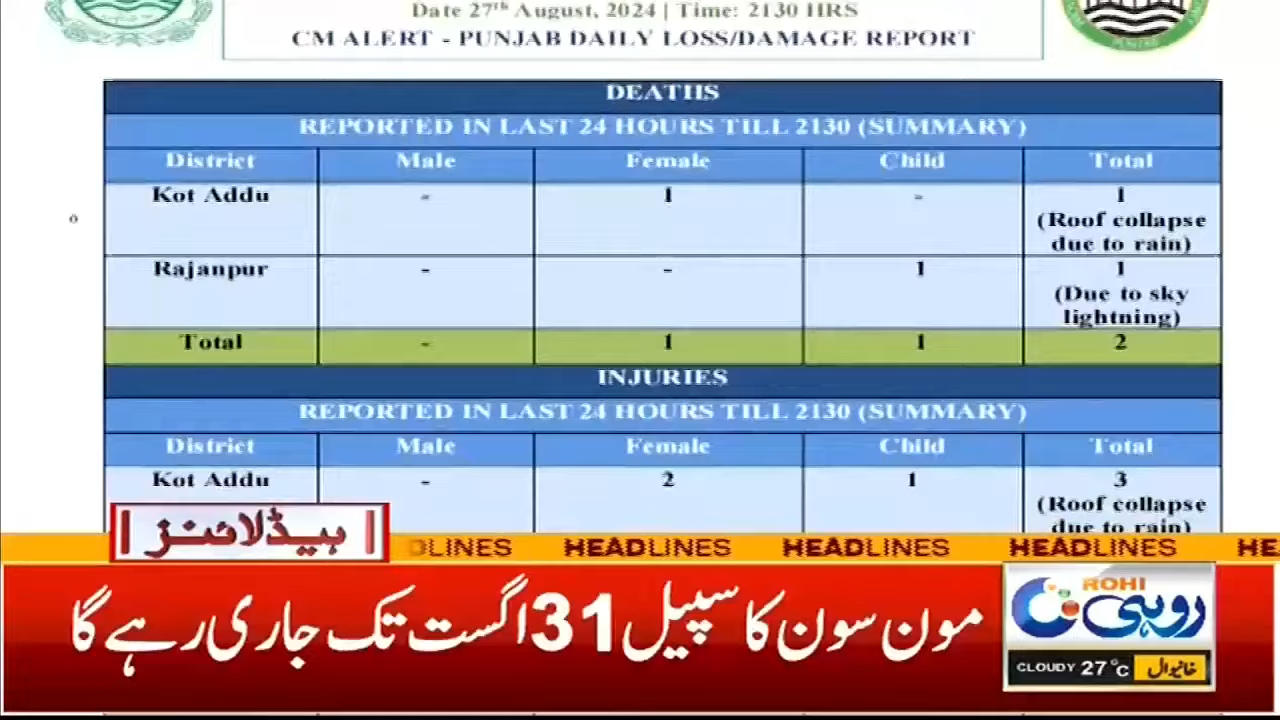 Date 27th August, 2024 | Time: 2130 HRS
CM ALERT - PUNJAB DAILY LOSS/DAMAGE REPORT
DEATHS
REPORTED IN LAST 24 HOURS TILL 2130 (SUMMARY)
District Male Female Child Total
Kot Addu - 1 - 1
(Roof collapse
due to rain)
Rajanpur - - 1 1
(Due to sky
lightning)
Total - 1 1 2
INJURIES
REPORTED IN LAST 24 HOURS TILL 2130 (SUMMARY)
District Male Female Child Total
Kot Addu - 2 1 3
(Roof collapse
due to rain)
ہیڈلائنز
DLINES HEADLINES HEADLINES HEADLINES HE
مون سون کا سپیل 31 اگست تک جاری رہے گا
ROHI
روہی
CLOUDY 27°C خانیوال